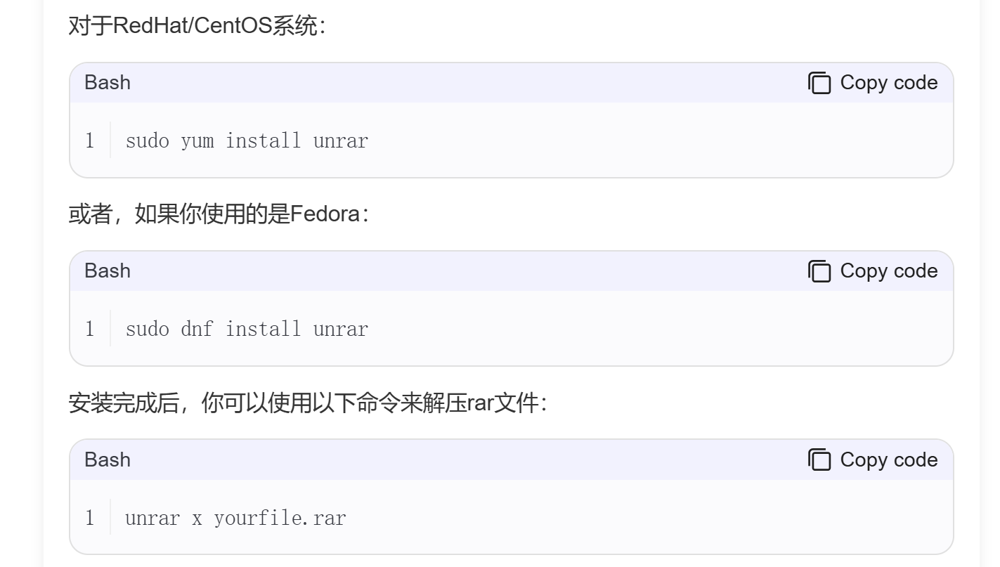 对于RedHat/CentOS系统：
Bash
Copy code
1 sudo yum install unrar
或者，如果你使用的是Fedora：
Bash
Copy code
1 sudo dnf install unrar
安装完成后，你可以使用以下命令来解压rar文件：
Bash
Copy code
1 unrar x yourfile.rar